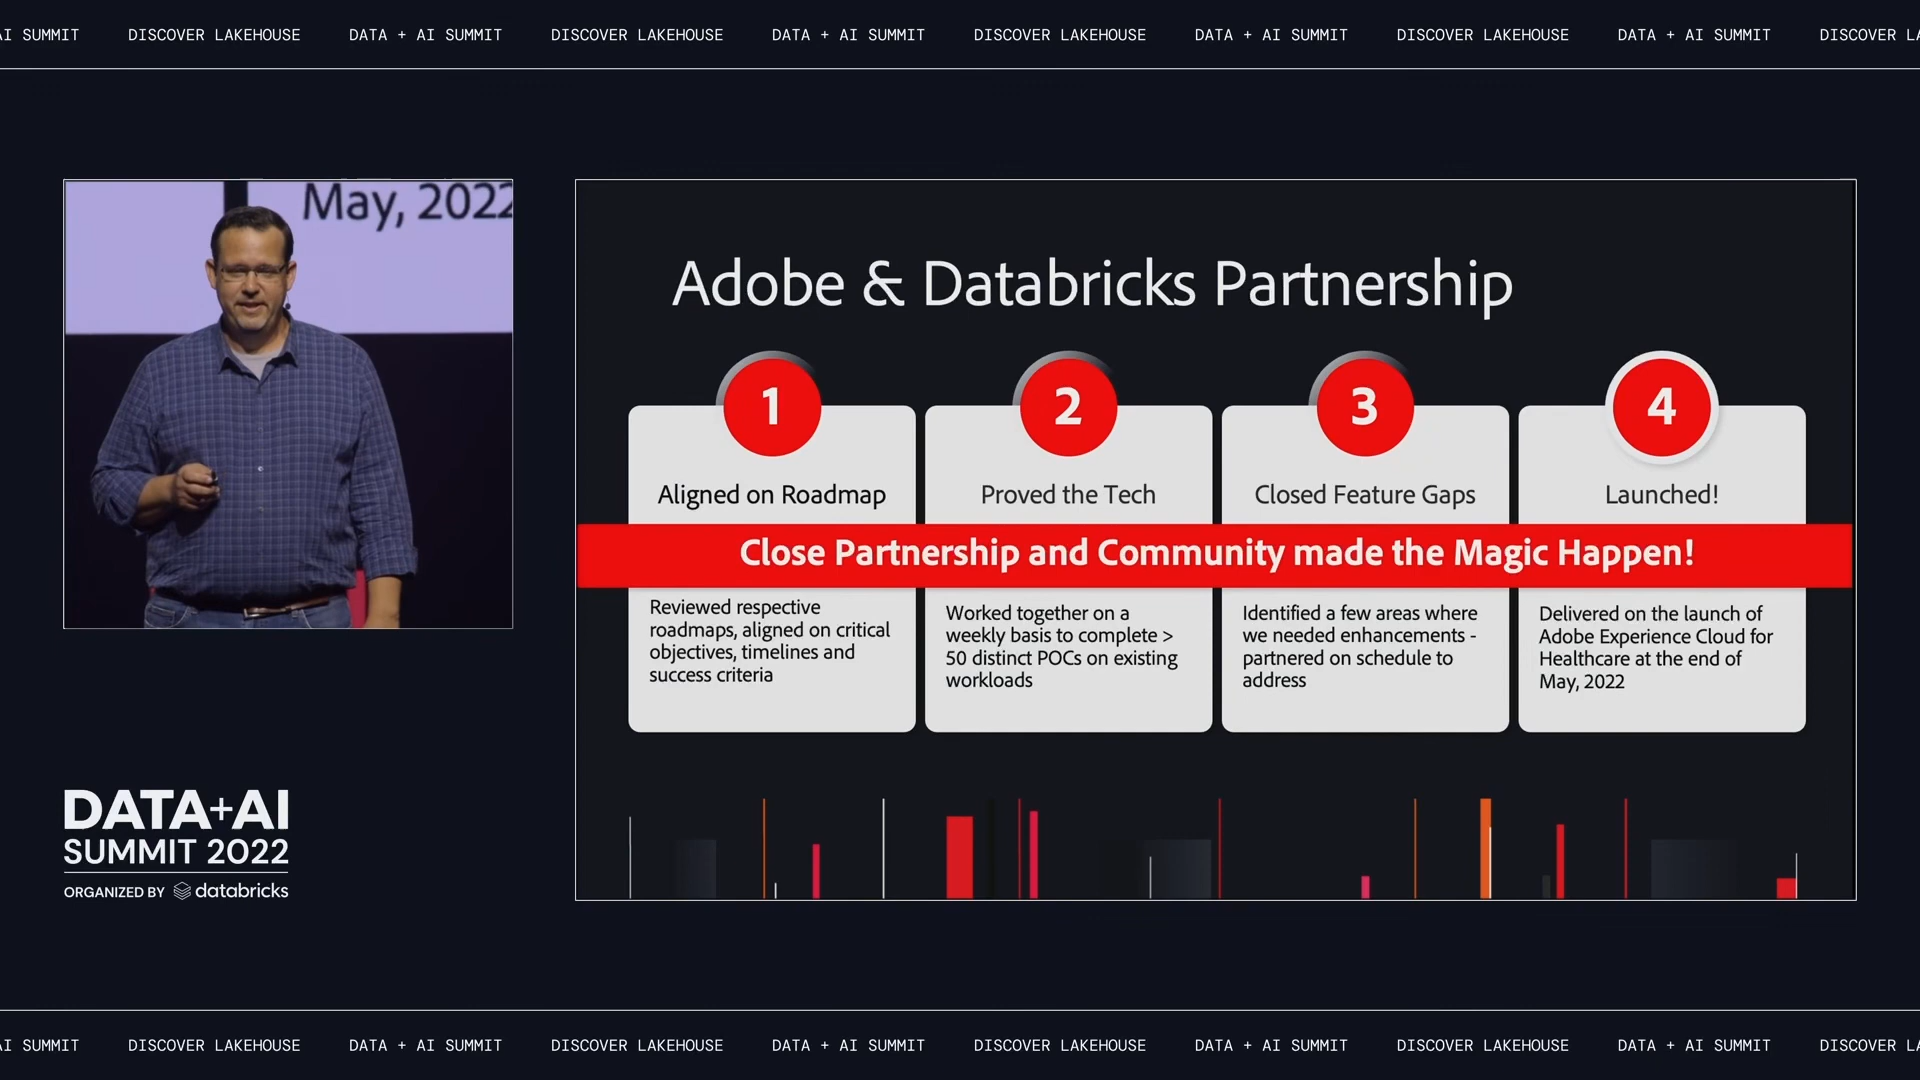 AI SUMMIT DISCOVER LAKEHOUSE DATA + AI SUMMIT DISCOVER LAKEHOUSE DATA + AI SUMMIT DISCOVER LAKEHOUSE DATA + AI SUMMIT DISCOVER LAKEHOUSE DATA + AI SUMMIT DISCOVER LA
May, 2022
Adobe & Databricks Partnership
1
2
3
4
Aligned on Roadmap
Proved the Tech
Closed Feature Gaps
Launched!
Close Partnership and Community made the Magic Happen!
Reviewed respective
roadmaps, aligned on critical
objectives, timelines and
success criteria
Worked together on a
weekly basis to complete >
50 distinct POCs on existing
workloads
Identified a few areas where
we needed enhancements -
partnered on schedule to
address
Delivered on the launch of
Adobe Experience Cloud for
Healthcare at the end of
May, 2022
DATA+AI
SUMMIT 2022
ORGANIZED BY databricks
AI SUMMIT DISCOVER LAKEHOUSE DATA + AI SUMMIT DISCOVER LAKEHOUSE DATA + AI SUMMIT DISCOVER LAKEHOUSE DATA + AI SUMMIT DISCOVER LAKEHOUSE DATA + AI SUMMIT DISCOVER LA